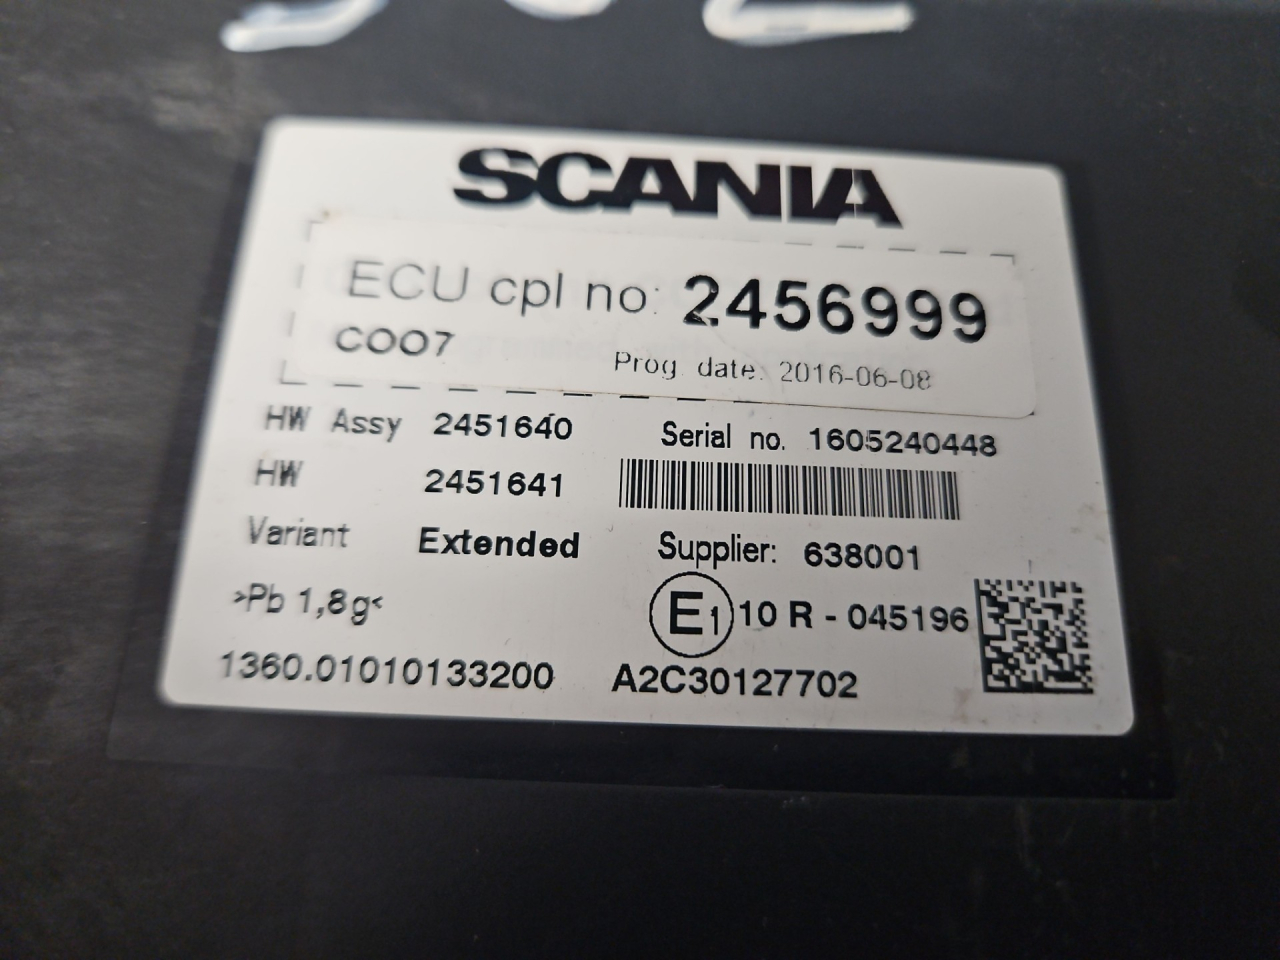 SCANIA
ECU cpl no: 2456999
COO7
Prog. date. 2016-06-08
HW Assy 2451640
Serial no. 1605240448
HW 2451641
Variant Extended
Supplier: 638001
>Pb 1,8g<
E1 10 R - 045196
1360.01010133200
A2C30127702